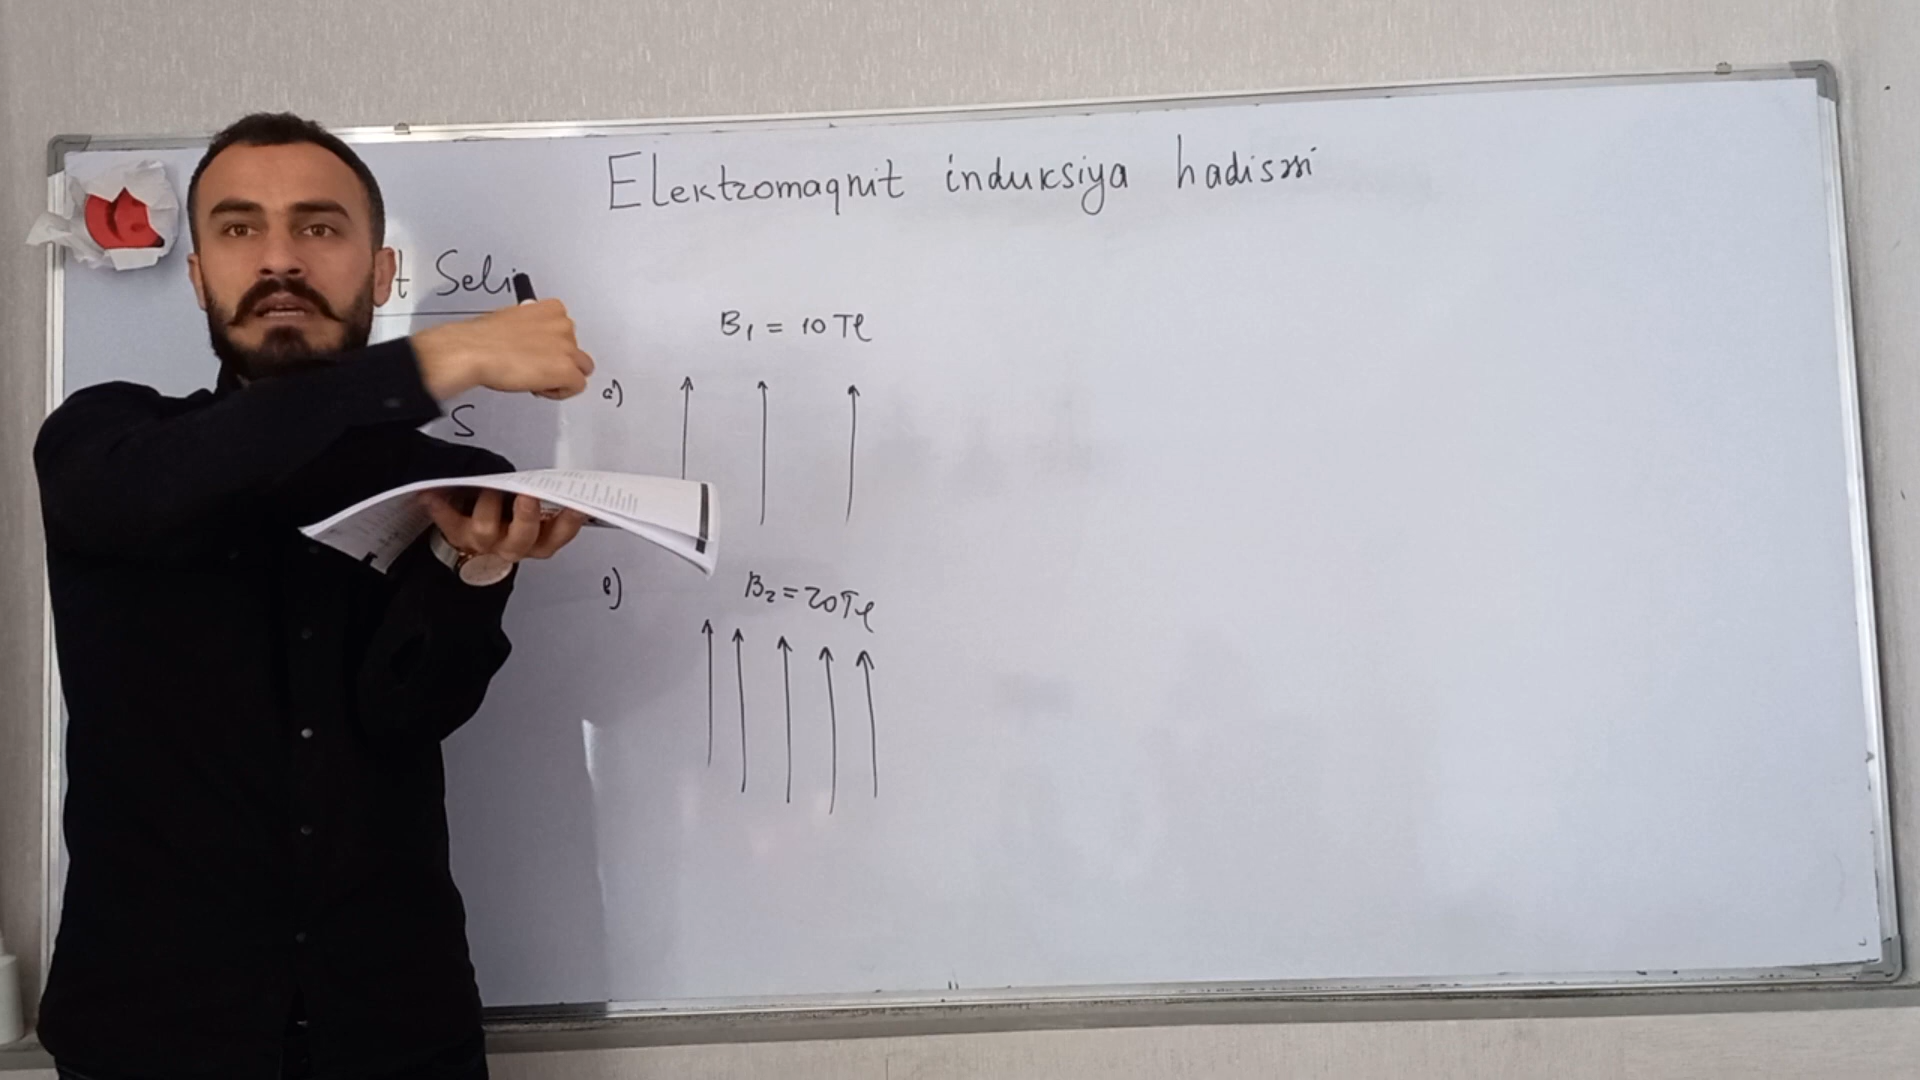 Elektromaqnit induksiya hadisəsi
t Seli
B₁ = 10 Tl
a)
S
b)
B₂ = 20 Tl